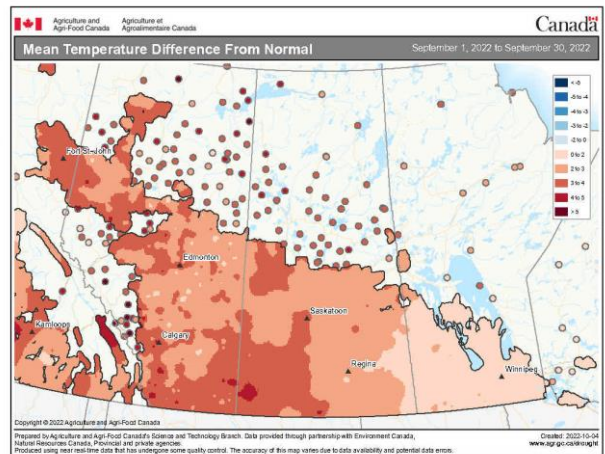 Agriculture and Agri-Food Canada
Agriculture et Agroalimentaire Canada
Canada
Mean Temperature Difference From Normal
September 1, 2022 to September 30, 2022
< -5
-5 to -4
-4 to -3
-3 to -2
-2 to 0
0 to 2
2 to 3
3 to 4
4 to 5
> 5
Fort St. John
Edmonton
Kamloops
Calgary
Saskatoon
Regina
Winnipeg
Copyright © 2022 Agriculture and Agri-Food Canada
Prepared by Agriculture and Agri-Food Canada's Science and Technology Branch. Data provided through partnership with Environment Canada,
Natural Resources Canada, Provincial and private agencies.
Produced using near real-time data that has undergone some quality control. The accuracy of this map varies due to data availability and potential data errors.
Created: 2022-10-04
www.agr.gc.ca/drought